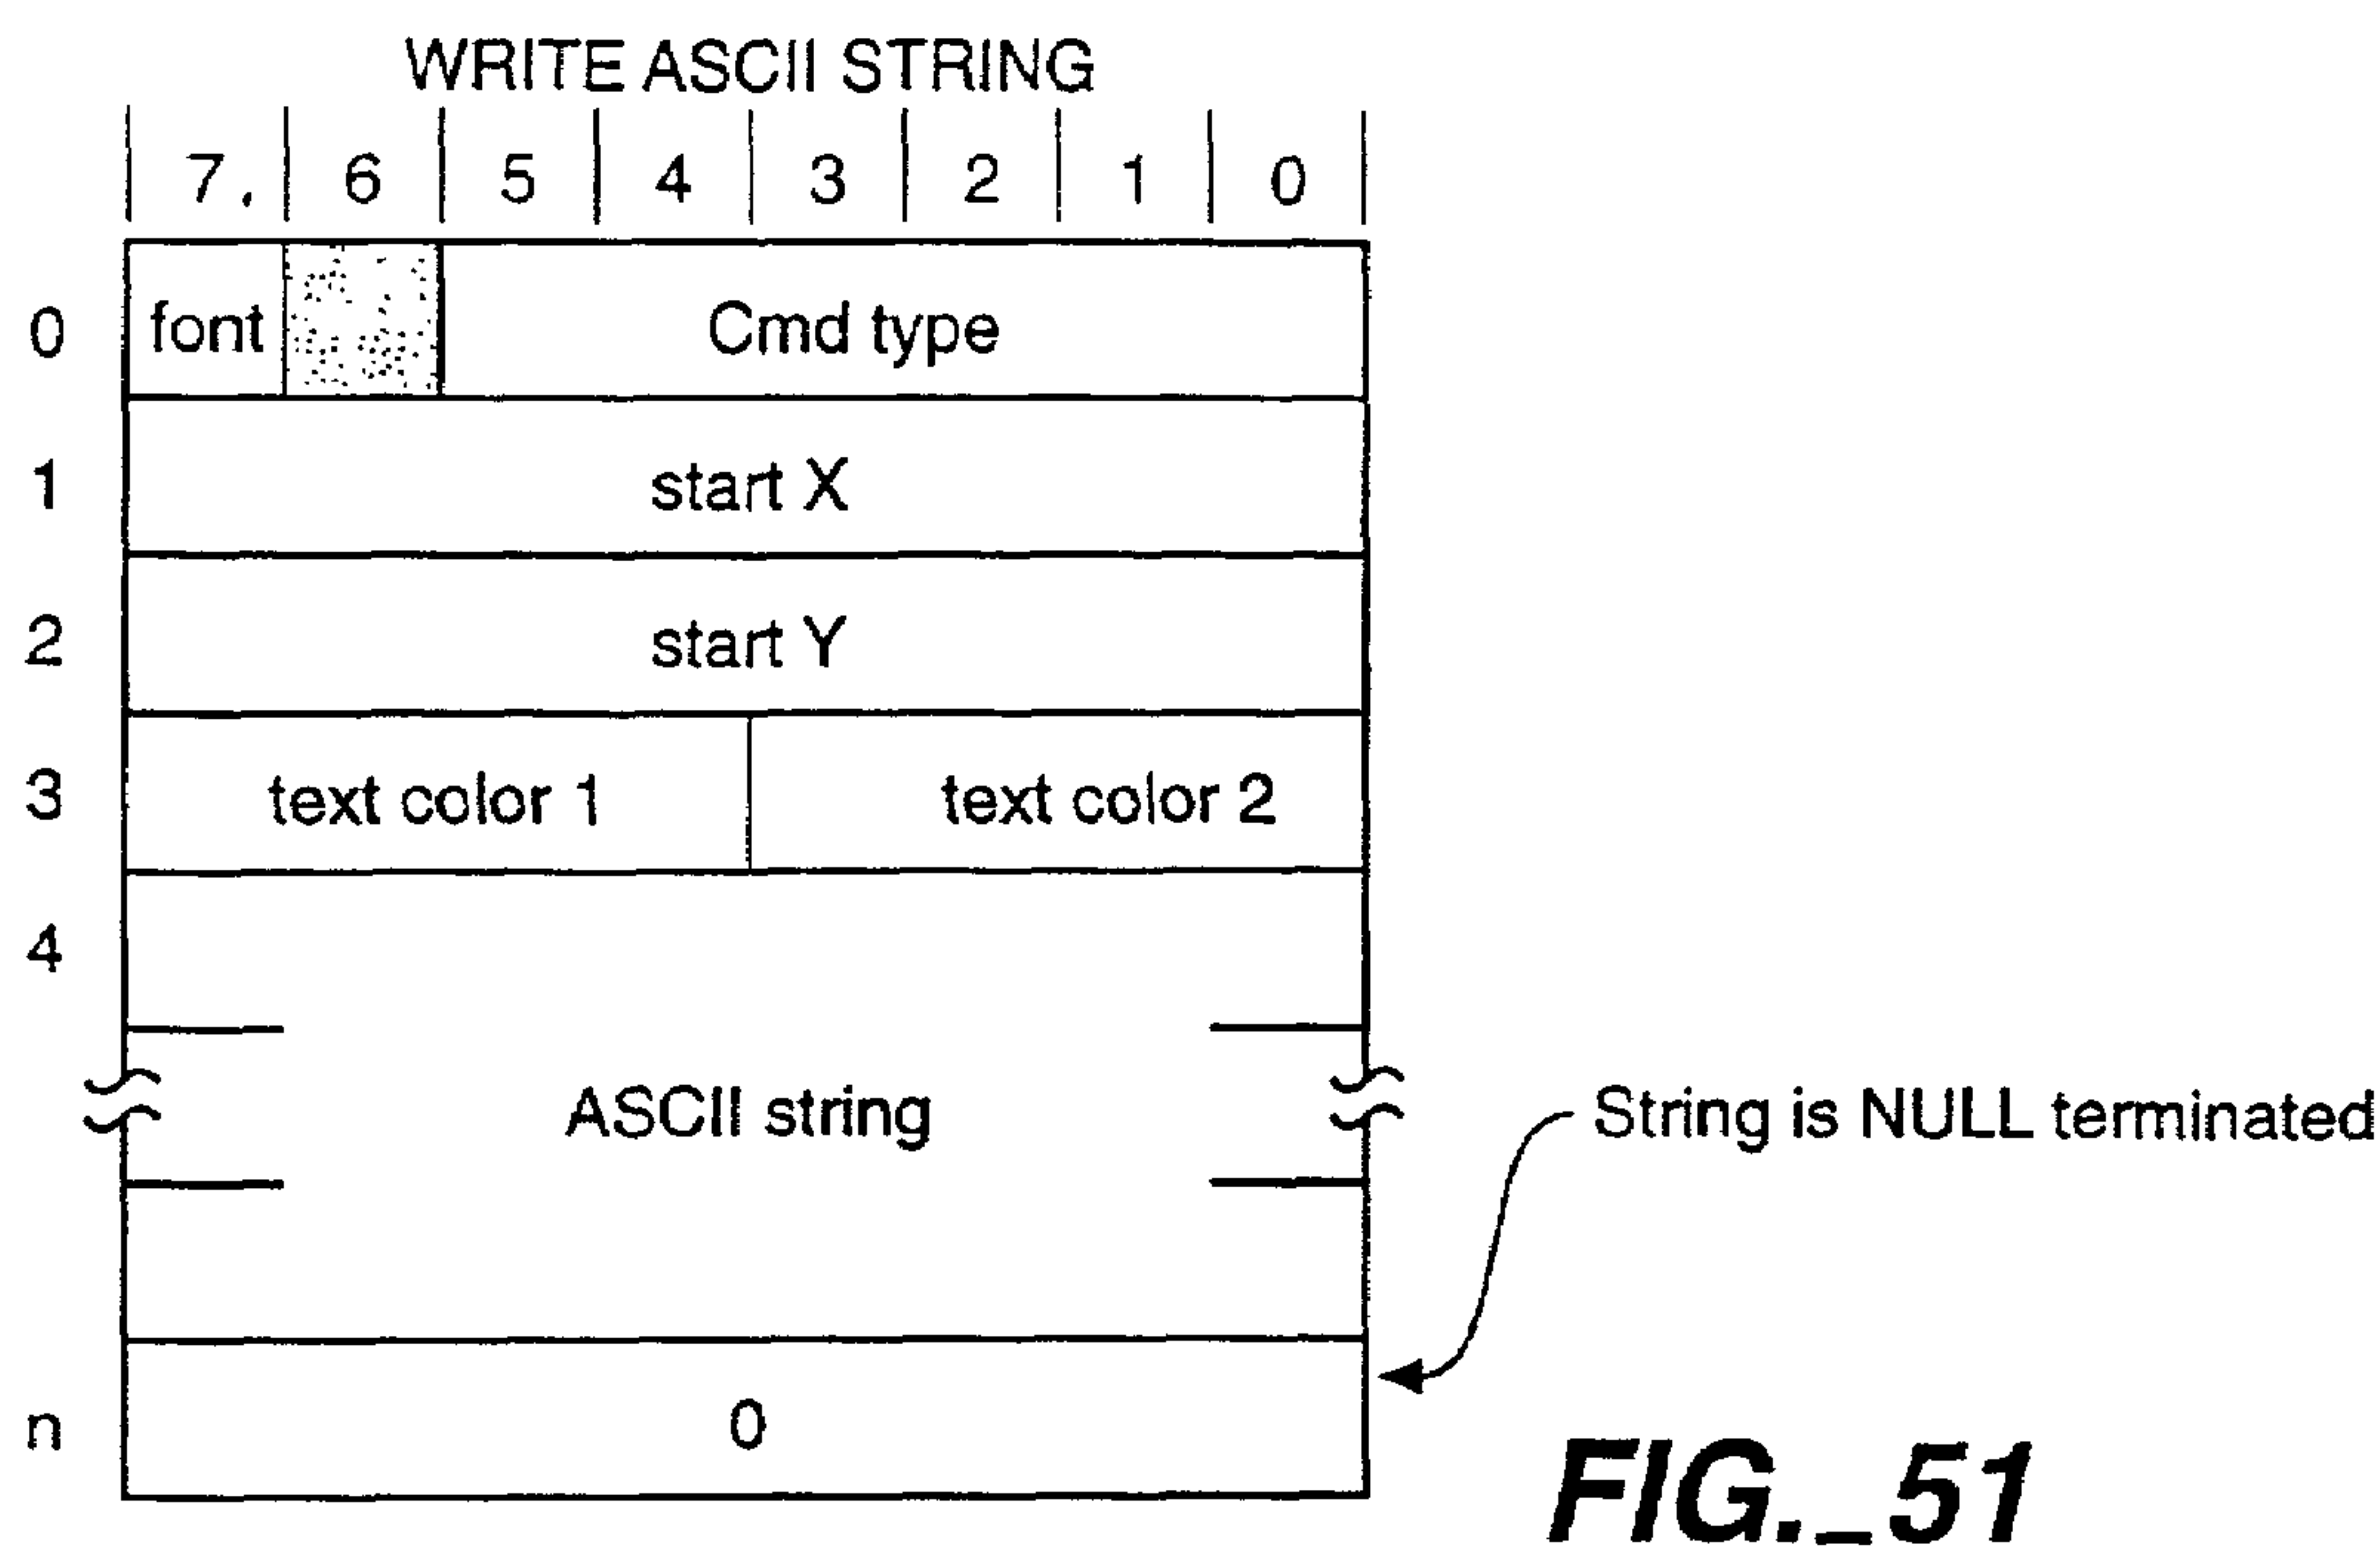 WRITE ASCII STRING
7. 6 5 4 3 2 1 0
0 font Cmd type
1 start X
2 start Y
3 text color 1 text color 2
4
ASCII string
String is NULL terminated
n 0
FIG._51